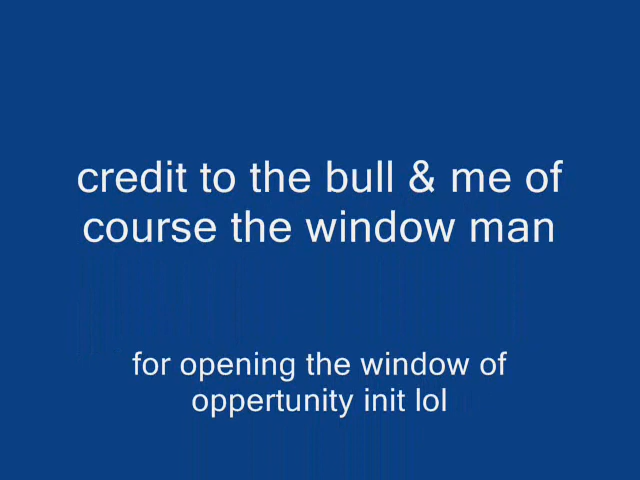 credit to the bull & me of
course the window man
for opening the window of
oppertunity init lol